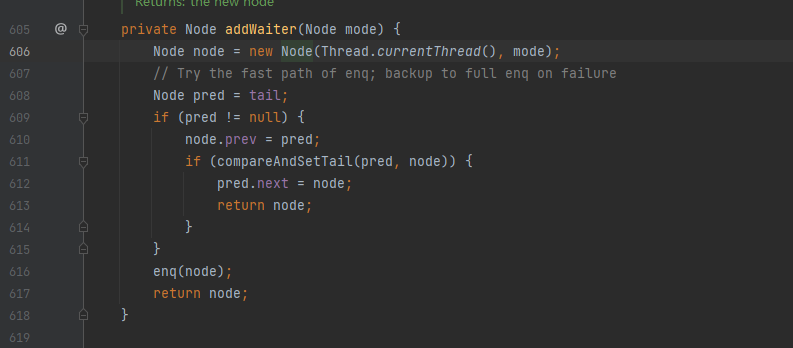 Returns: the new node
605 @ private Node addWaiter(Node mode) {
606 Node node = new Node(Thread.currentThread(), mode);
607 // Try the fast path of enq; backup to full enq on failure
608 Node pred = tail;
609 if (pred != null) {
610 node.prev = pred;
611 if (compareAndSetTail(pred, node)) {
612 pred.next = node;
613 return node;
614 }
615 }
616 enq(node);
617 return node;
618 }
619